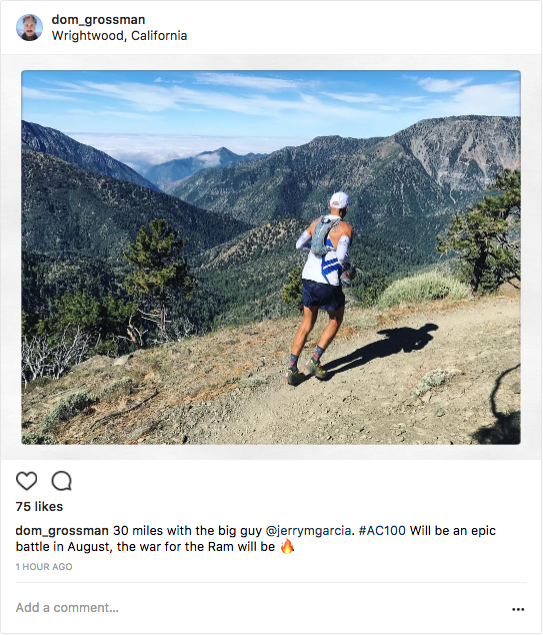 dom_grossman
Wrightwood, California
75 likes
dom_grossman 30 miles with the big guy @jerrymgarcia. #AC100 Will be an epic
battle in August, the war for the Ram will be 🔥
1 HOUR AGO
Add a comment...